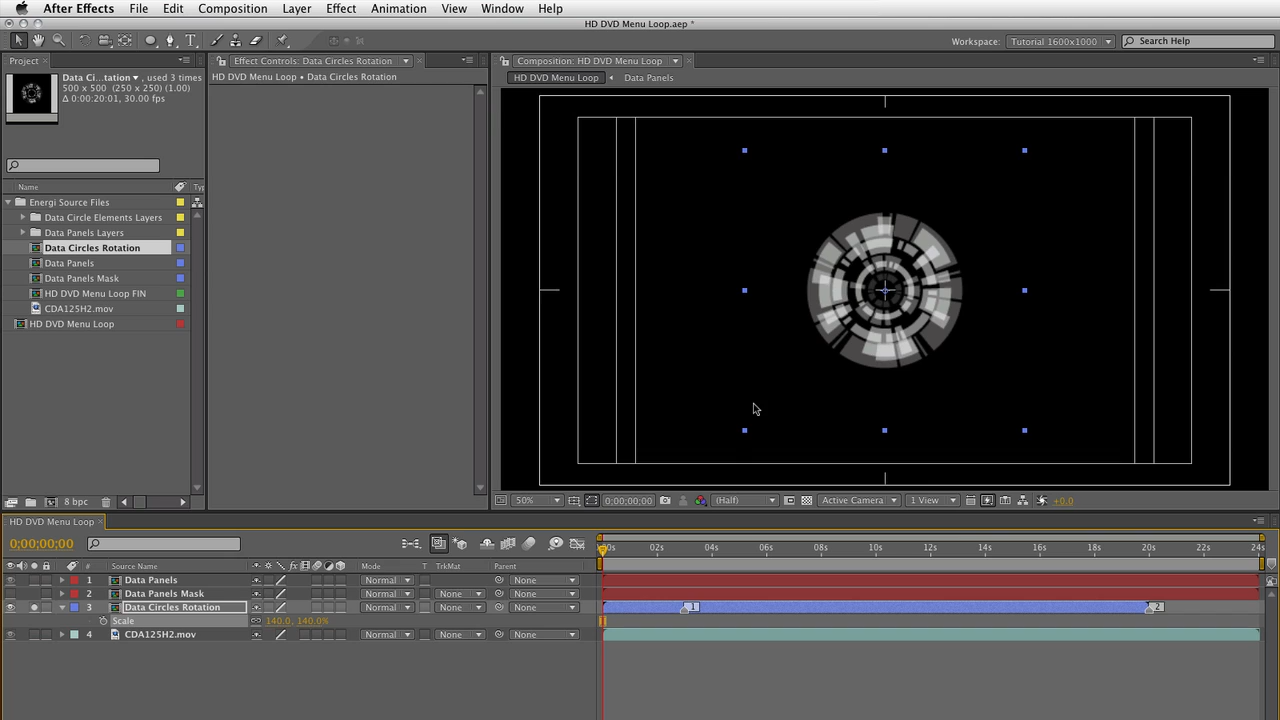 After Effects File Edit Composition Layer Effect Animation View Window Help
HD DVD Menu Loop.aep *
Workspace: Tutorial 1600x1000 Search Help
Project
Effect Controls: Data Circles Rotation
Composition: HD DVD Menu Loop
HD DVD Menu Loop • Data Circles Rotation
HD DVD Menu Loop Data Panels
Data Ci...tation ▾, used 3 times
500 x 500 (250 x 250) (1.00)
Δ 0:00:20:01, 30.00 fps
Name Typ
Energi Source Files
Data Circle Elements Layers
Data Panels Layers
Data Circles Rotation
Data Panels
Data Panels Mask
HD DVD Menu Loop FIN
CDA125H2.mov
HD DVD Menu Loop
8 bpc
50% 0;00;00;00 (Half) Active Camera 1 View +0.0
HD DVD Menu Loop
0;00;00;00
02s 04s 06s 08s 10s 12s 14s 16s 18s 20s 22s 24s
# Source Name fx Mode T TrkMat Parent
1 Data Panels Normal None
2 Data Panels Mask Normal None None
3 Data Circles Rotation Normal None None 1 2
Scale 140.0, 140.0%
4 CDA125H2.mov Normal None None